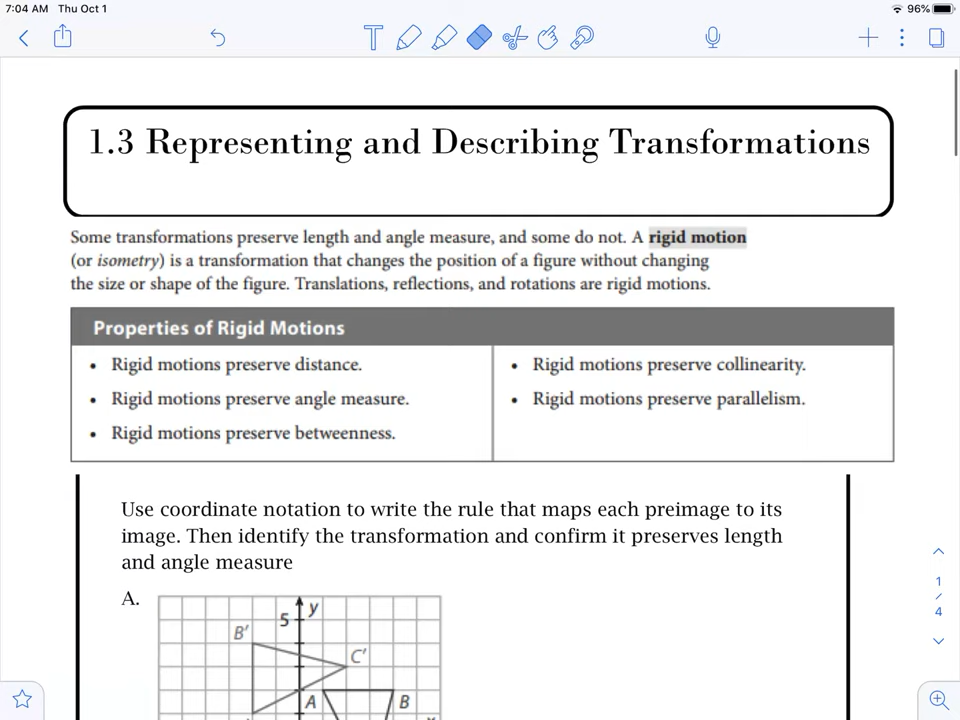 7:04 AM Thu Oct 1
96%
1.3 Representing and Describing Transformations
Some transformations preserve length and angle measure, and some do not. A rigid motion
(or isometry) is a transformation that changes the position of a figure without changing
the size or shape of the figure. Translations, reflections, and rotations are rigid motions.
Properties of Rigid Motions
• Rigid motions preserve distance.
• Rigid motions preserve angle measure.
• Rigid motions preserve betweenness.
• Rigid motions preserve collinearity.
• Rigid motions preserve parallelism.
Use coordinate notation to write the rule that maps each preimage to its
image. Then identify the transformation and confirm it preserves length
and angle measure
A.
y
5
B'
C'
A
B
1
/
4